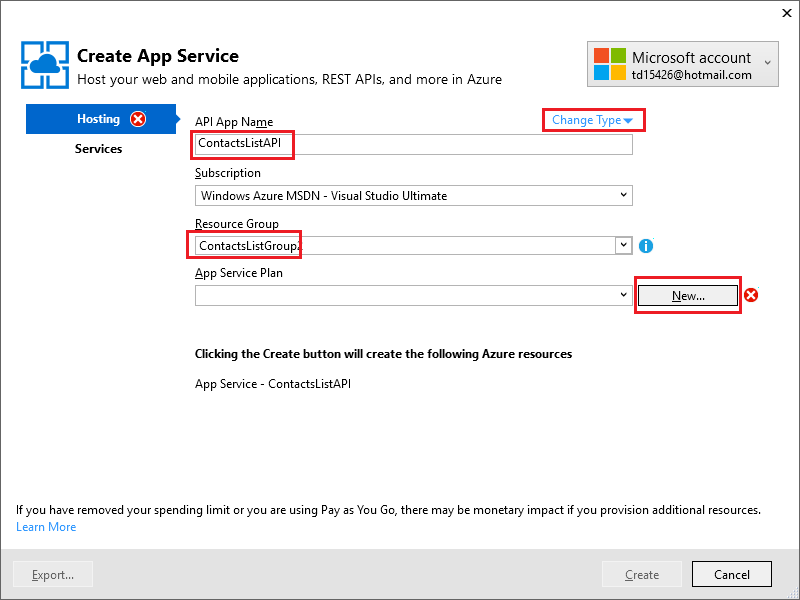 Create App Service
Host your web and mobile applications, REST APIs, and more in Azure
Microsoft account
td15426@hotmail.com
Hosting
Services
API App Name
Change Type
ContactsListAPI
Subscription
Windows Azure MSDN - Visual Studio Ultimate
Resource Group
ContactsListGroup2
App Service Plan
New...
Clicking the Create button will create the following Azure resources
App Service - ContactsListAPI
If you have removed your spending limit or you are using Pay as You Go, there may be monetary impact if you provision additional resources.
Learn More
Export...
Create
Cancel